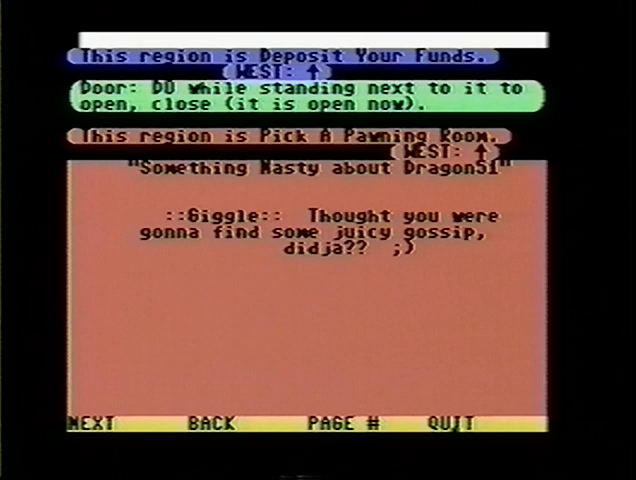 This region is Deposit Your Funds.
(WEST: ↑)
Door: DO while standing next to it to
open, close (it is open now).
This region is Pick A Pawning Room.
(WEST: ↑)
"Something Nasty about Dragon51"
::Giggle:: Thought you were
gonna find some juicy gossip,
didja?? ;)
NEXT BACK PAGE # QUIT